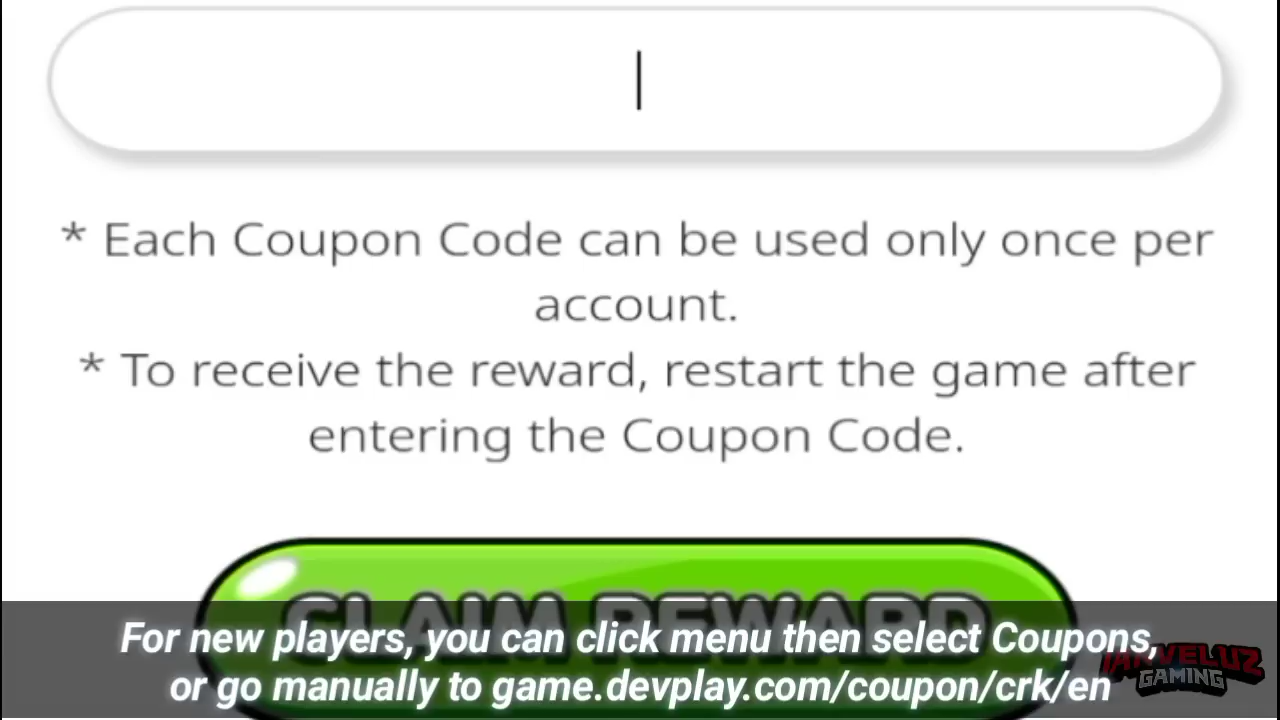 * Each Coupon Code can be used only once per
account.
* To receive the reward, restart the game after
entering the Coupon Code.
CLAIM REWARD
For new players, you can click menu then select Coupons,
or go manually to game.devplay.com/coupon/crk/en
GAMING